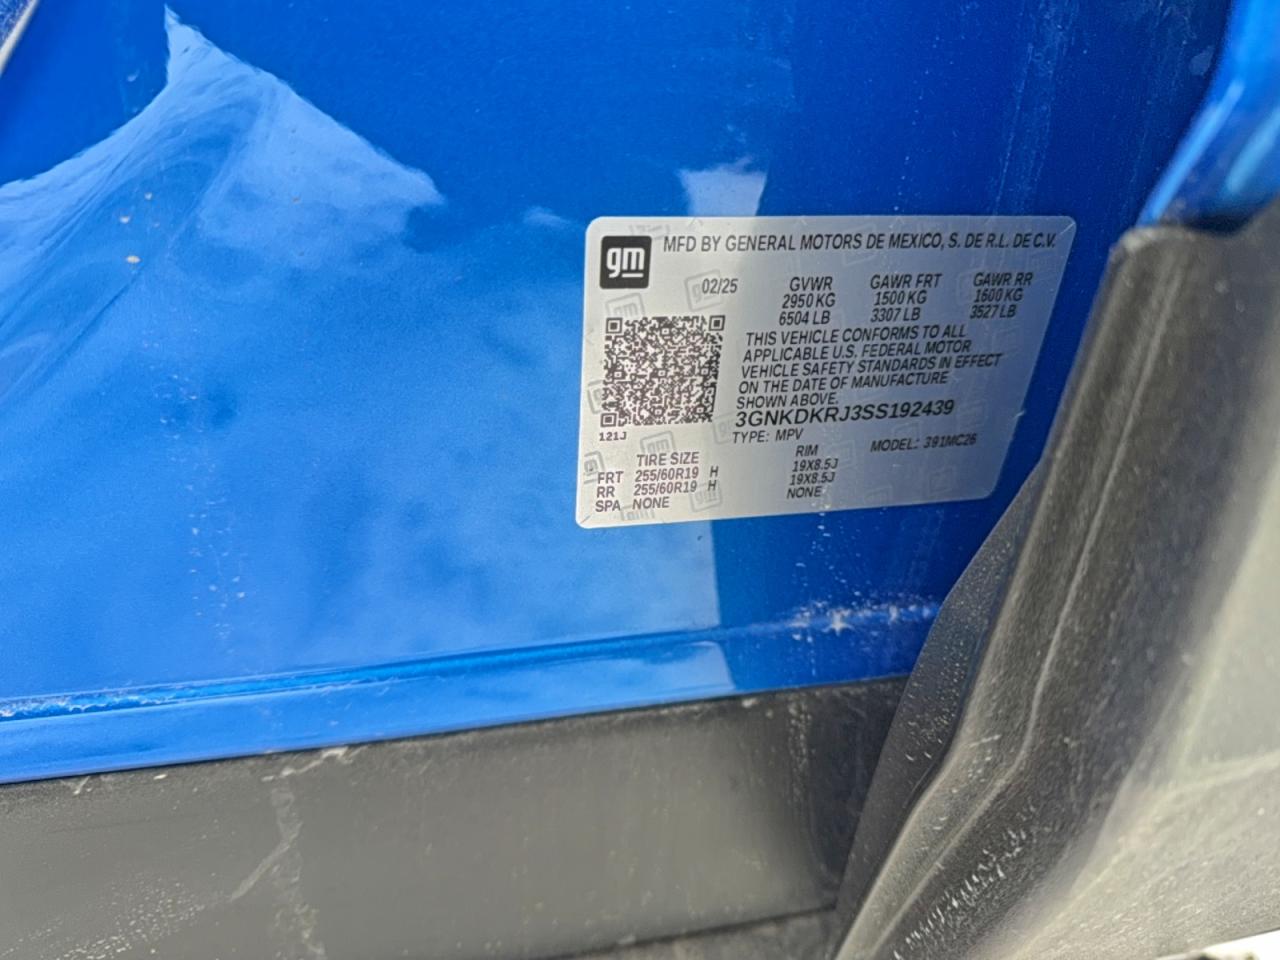 gm MFD BY GENERAL MOTORS DE MEXICO, S. DE R.L. DE C.V.
02/25 GVWR GAWR FRT GAWR RR
2950 KG 1500 KG 1600 KG
6504 LB 3307 LB 3527 LB
THIS VEHICLE CONFORMS TO ALL
APPLICABLE U.S. FEDERAL MOTOR
VEHICLE SAFETY STANDARDS IN EFFECT
ON THE DATE OF MANUFACTURE
SHOWN ABOVE.
3GNKDKRJ3SS192439
121J
TYPE: MPV MODEL: 391MC26
TIRE SIZE RIM
FRT 255/60R19 H 19X8.5J
RR 255/60R19 H 19X8.5J
SPA NONE NONE